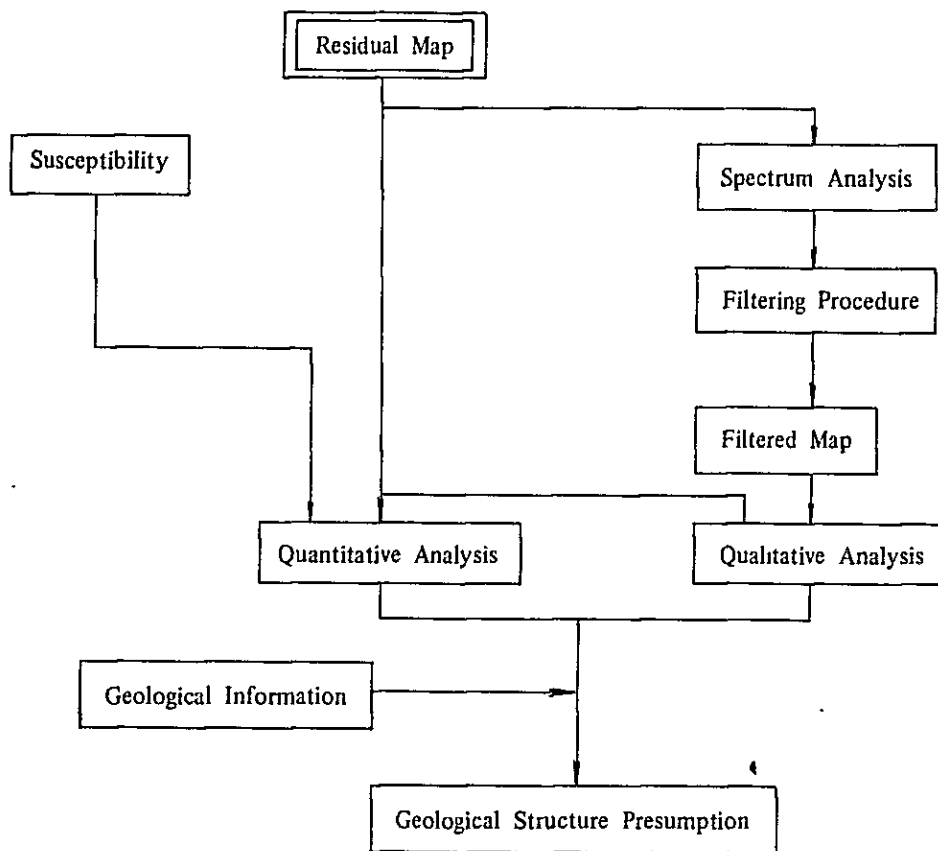 Residual Map
Susceptibility
Spectrum Analysis
Filtering Procedure
Filtered Map
Quantitative Analysis
Qualitative Analysis
Geological Information
Geological Structure Presumption